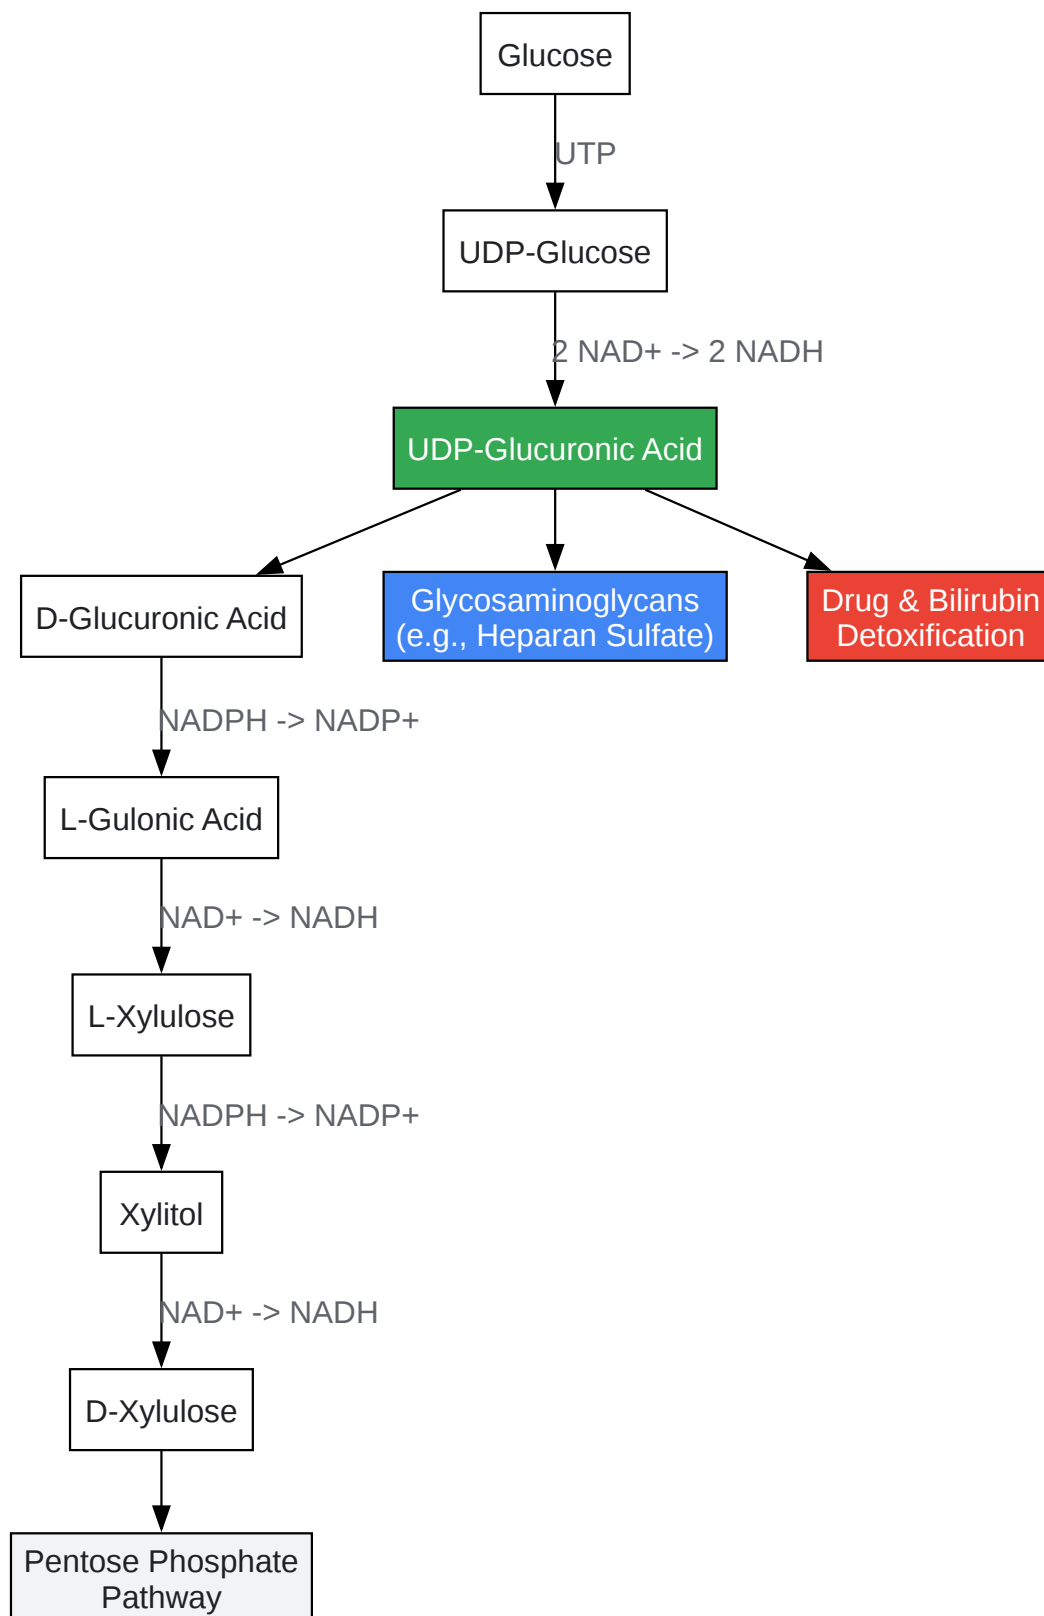 Glucose
UTP
UDP-Glucose
2 NAD+ -> 2 NADH
UDP-Glucuronic Acid
D-Glucuronic Acid
Glycosaminoglycans
(e.g., Heparan Sulfate)
Drug & Bilirubin
Detoxification
NADPH -> NADP+
L-Gulonic Acid
NAD+ -> NADH
L-Xylulose
NADPH -> NADP+
Xylitol
NAD+ -> NADH
D-Xylulose
Pentose Phosphate
Pathway